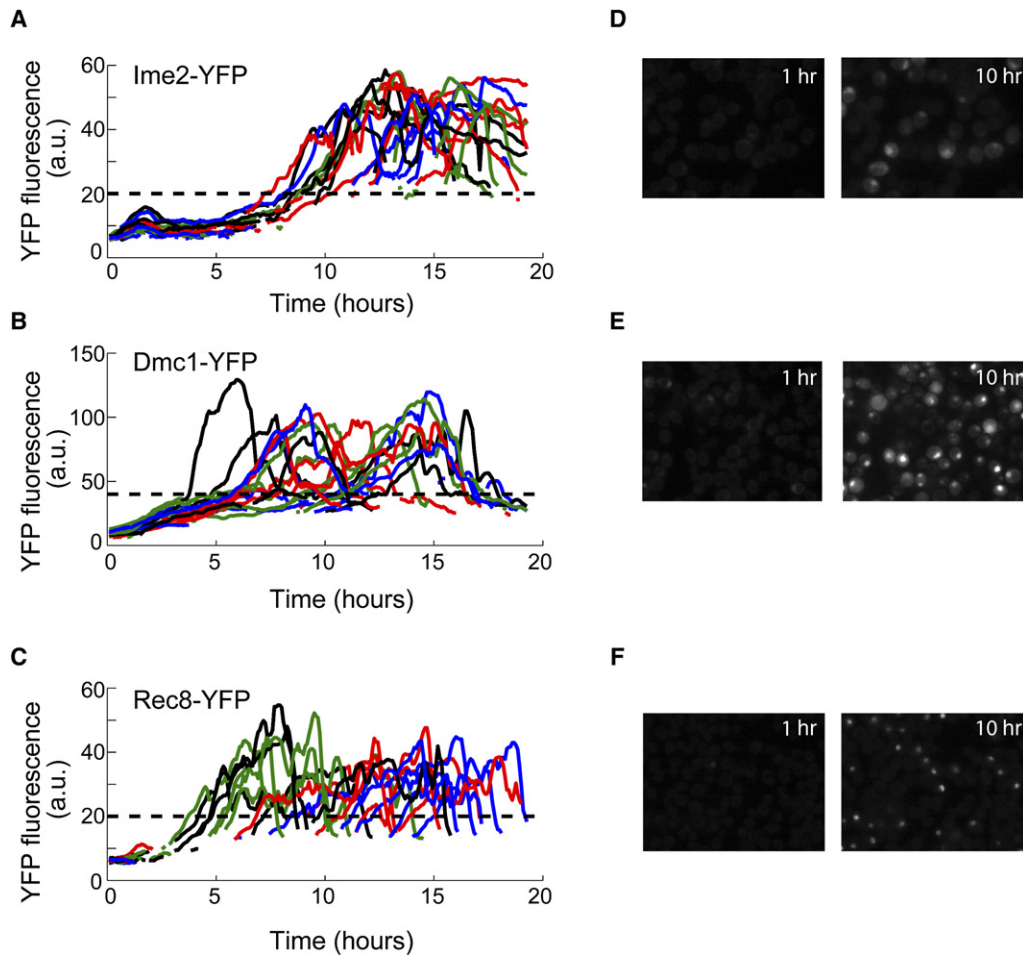 A
YFP fluorescence
(a.u.)
60
40
20
0
Ime2-YFP
0 5 10 15 20
Time (hours)
D
1 hr
10 hr
B
YFP fluorescence
(a.u.)
150
100
50
0
Dmc1-YFP
0 5 10 15 20
Time (hours)
E
1 hr
10 hr
C
YFP fluorescence
(a.u.)
60
40
20
0
Rec8-YFP
0 5 10 15 20
Time (hours)
F
1 hr
10 hr